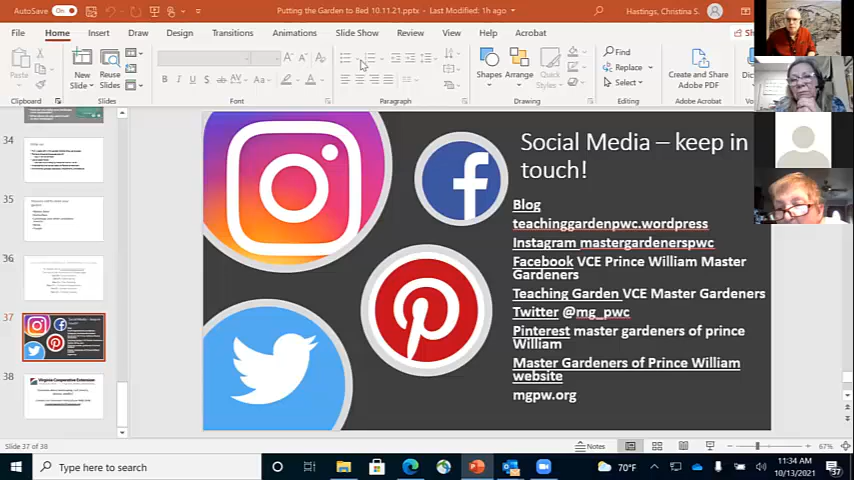 AutoSave
On
Putting the Garden to Bed 10.11.21.pptx • Last Modified: 1h ago
Hastings, Christina S.
File Home Insert Draw Design Transitions Animations Slide Show Review View Help Acrobat
Paste
New Slide
Reuse Slides
Shapes
Arrange
Quick Styles
Find
Replace
Select
Create and Share Adobe PDF
Clipboard
Slides
Font
Paragraph
Drawing
Editing
Adobe Acrobat
34
35
36
37
38
Social Media – keep in
touch!
Blog
teachinggardenpwc.wordpress
Instagram mastergardenerspwc
Facebook VCE Prince William Master
Gardeners
Teaching Garden VCE Master Gardeners
Twitter @mg_pwc
Pinterest master gardeners of prince
William
Master Gardeners of Prince William
website
mgpw.org
Slide 37 of 38
Notes
67%
Type here to search
70°F
11:34 AM
10/13/2021
37